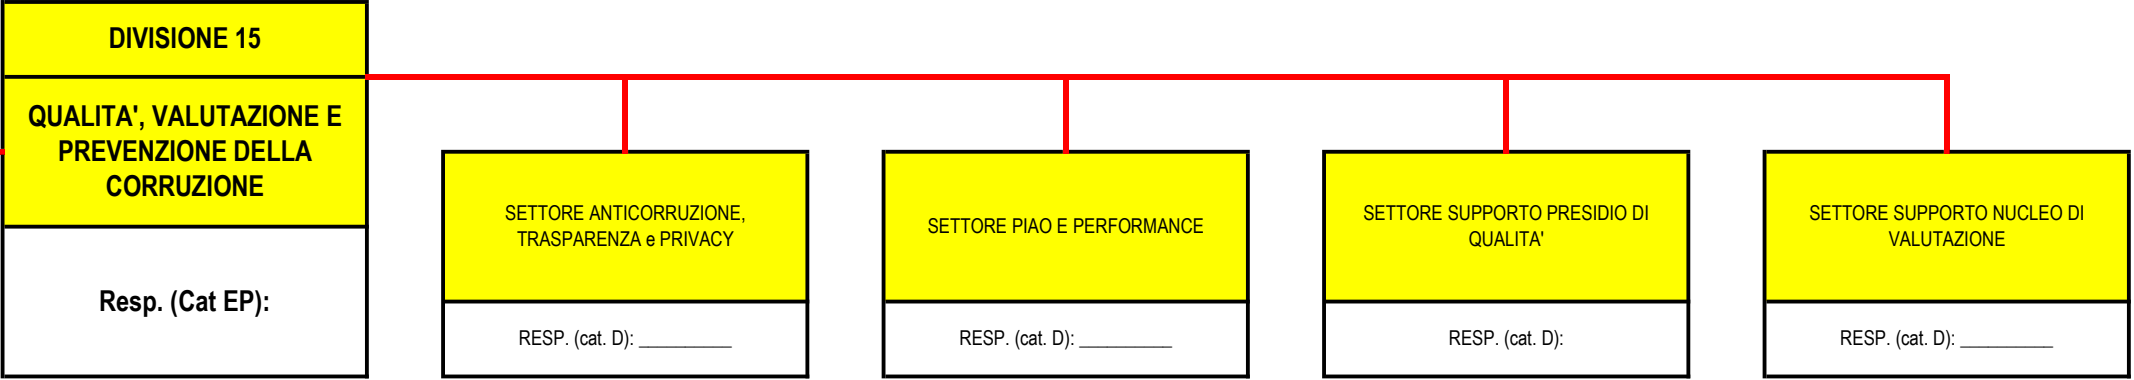 DIVISIONE 15
QUALITA', VALUTAZIONE E
PREVENZIONE DELLA
CORRUZIONE
Resp. (Cat EP):
SETTORE ANTICORRUZIONE,
TRASPARENZA e PRIVACY
RESP. (cat. D): __________
SETTORE PIAO E PERFORMANCE
RESP. (cat. D): __________
SETTORE SUPPORTO PRESIDIO DI
QUALITA'
RESP. (cat. D):
SETTORE SUPPORTO NUCLEO DI
VALUTAZIONE
RESP. (cat. D): __________